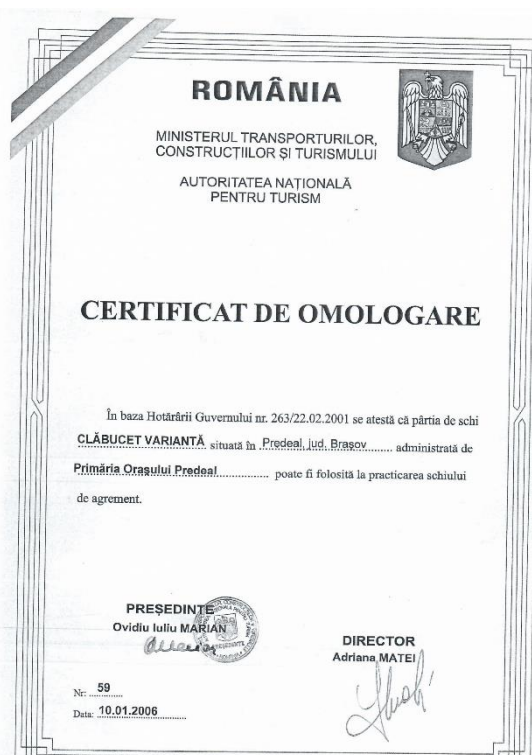 ROMÂNIA
MINISTERUL TRANSPORTURILOR,
CONSTRUCȚIILOR ȘI TURISMULUI
AUTORITATEA NAȚIONALĂ
PENTRU TURISM
CERTIFICAT DE OMOLOGARE
În baza Hotărârii Guvernului nr. 263/22.02.2001 se atestă că pârtia de schi
CLĂBUCET VARIANTĂ situată în Predeal, jud. Brașov administrată de
Primăria Orașului Predeal poate fi folosită la practicarea schiului
de agrement.
PREȘEDINTE
Ovidiu Iuliu MARIAN
DIRECTOR
Adriana MATEI
Nr: 59
Data: 10.01.2006